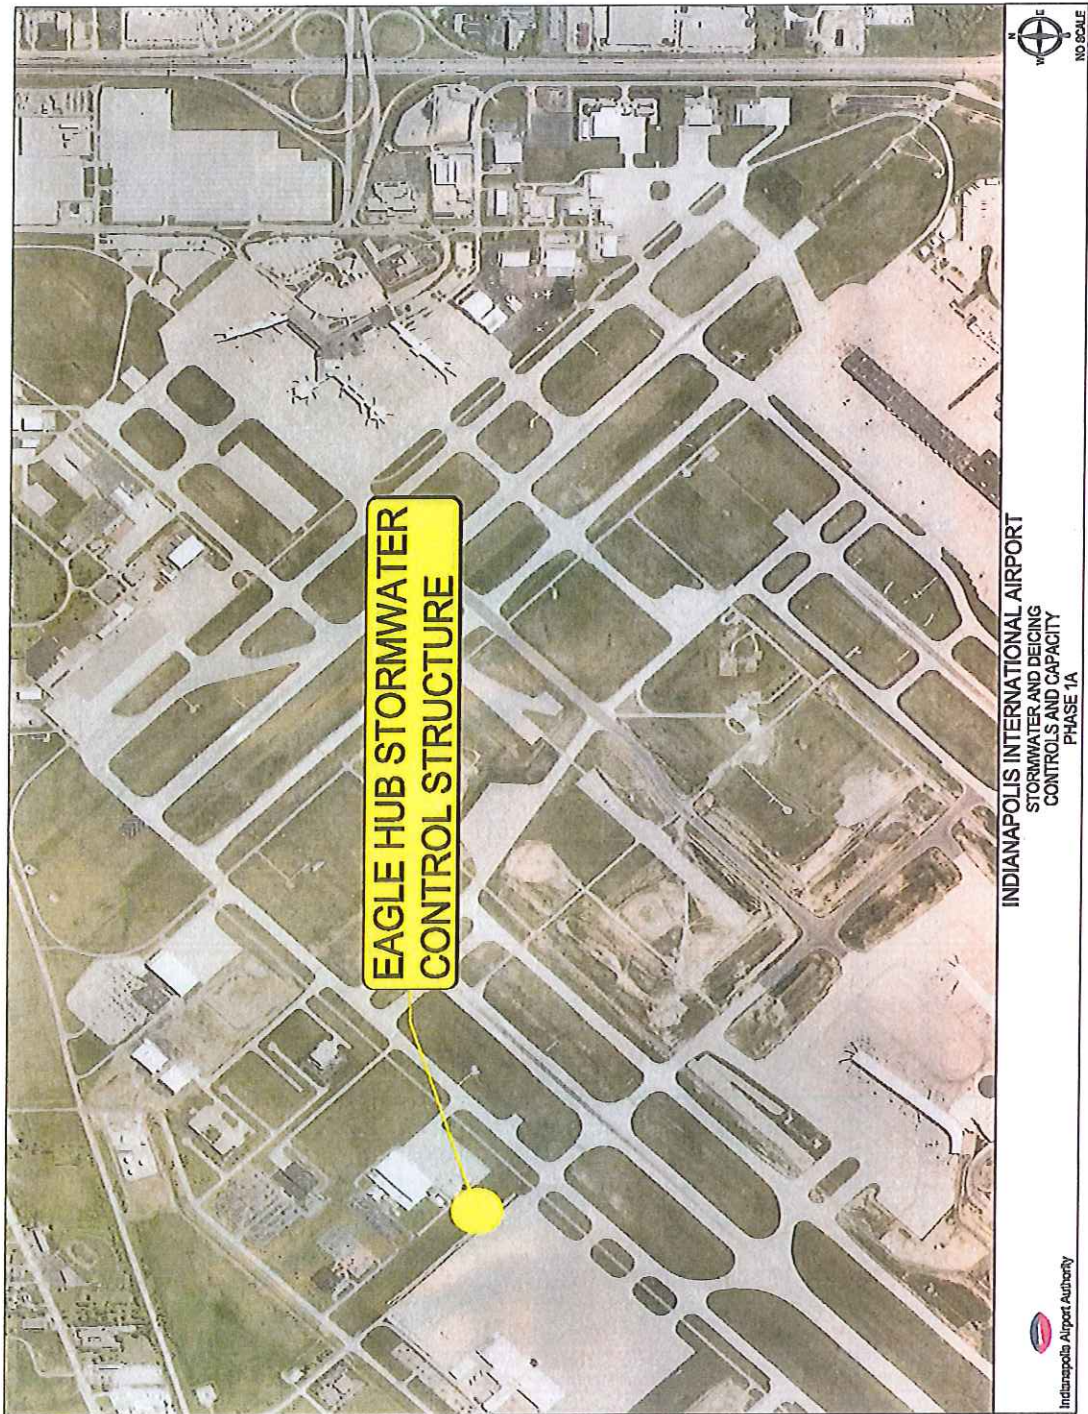 EAGLE HUB STORMWATER
CONTROL STRUCTURE
INDIANAPOLIS INTERNATIONAL AIRPORT
STORMWATER AND DEICING
CONTROLS AND CAPACITY
PHASE 1A
Indianapolis Airport Authority
N
W
E
S
NO SCALE